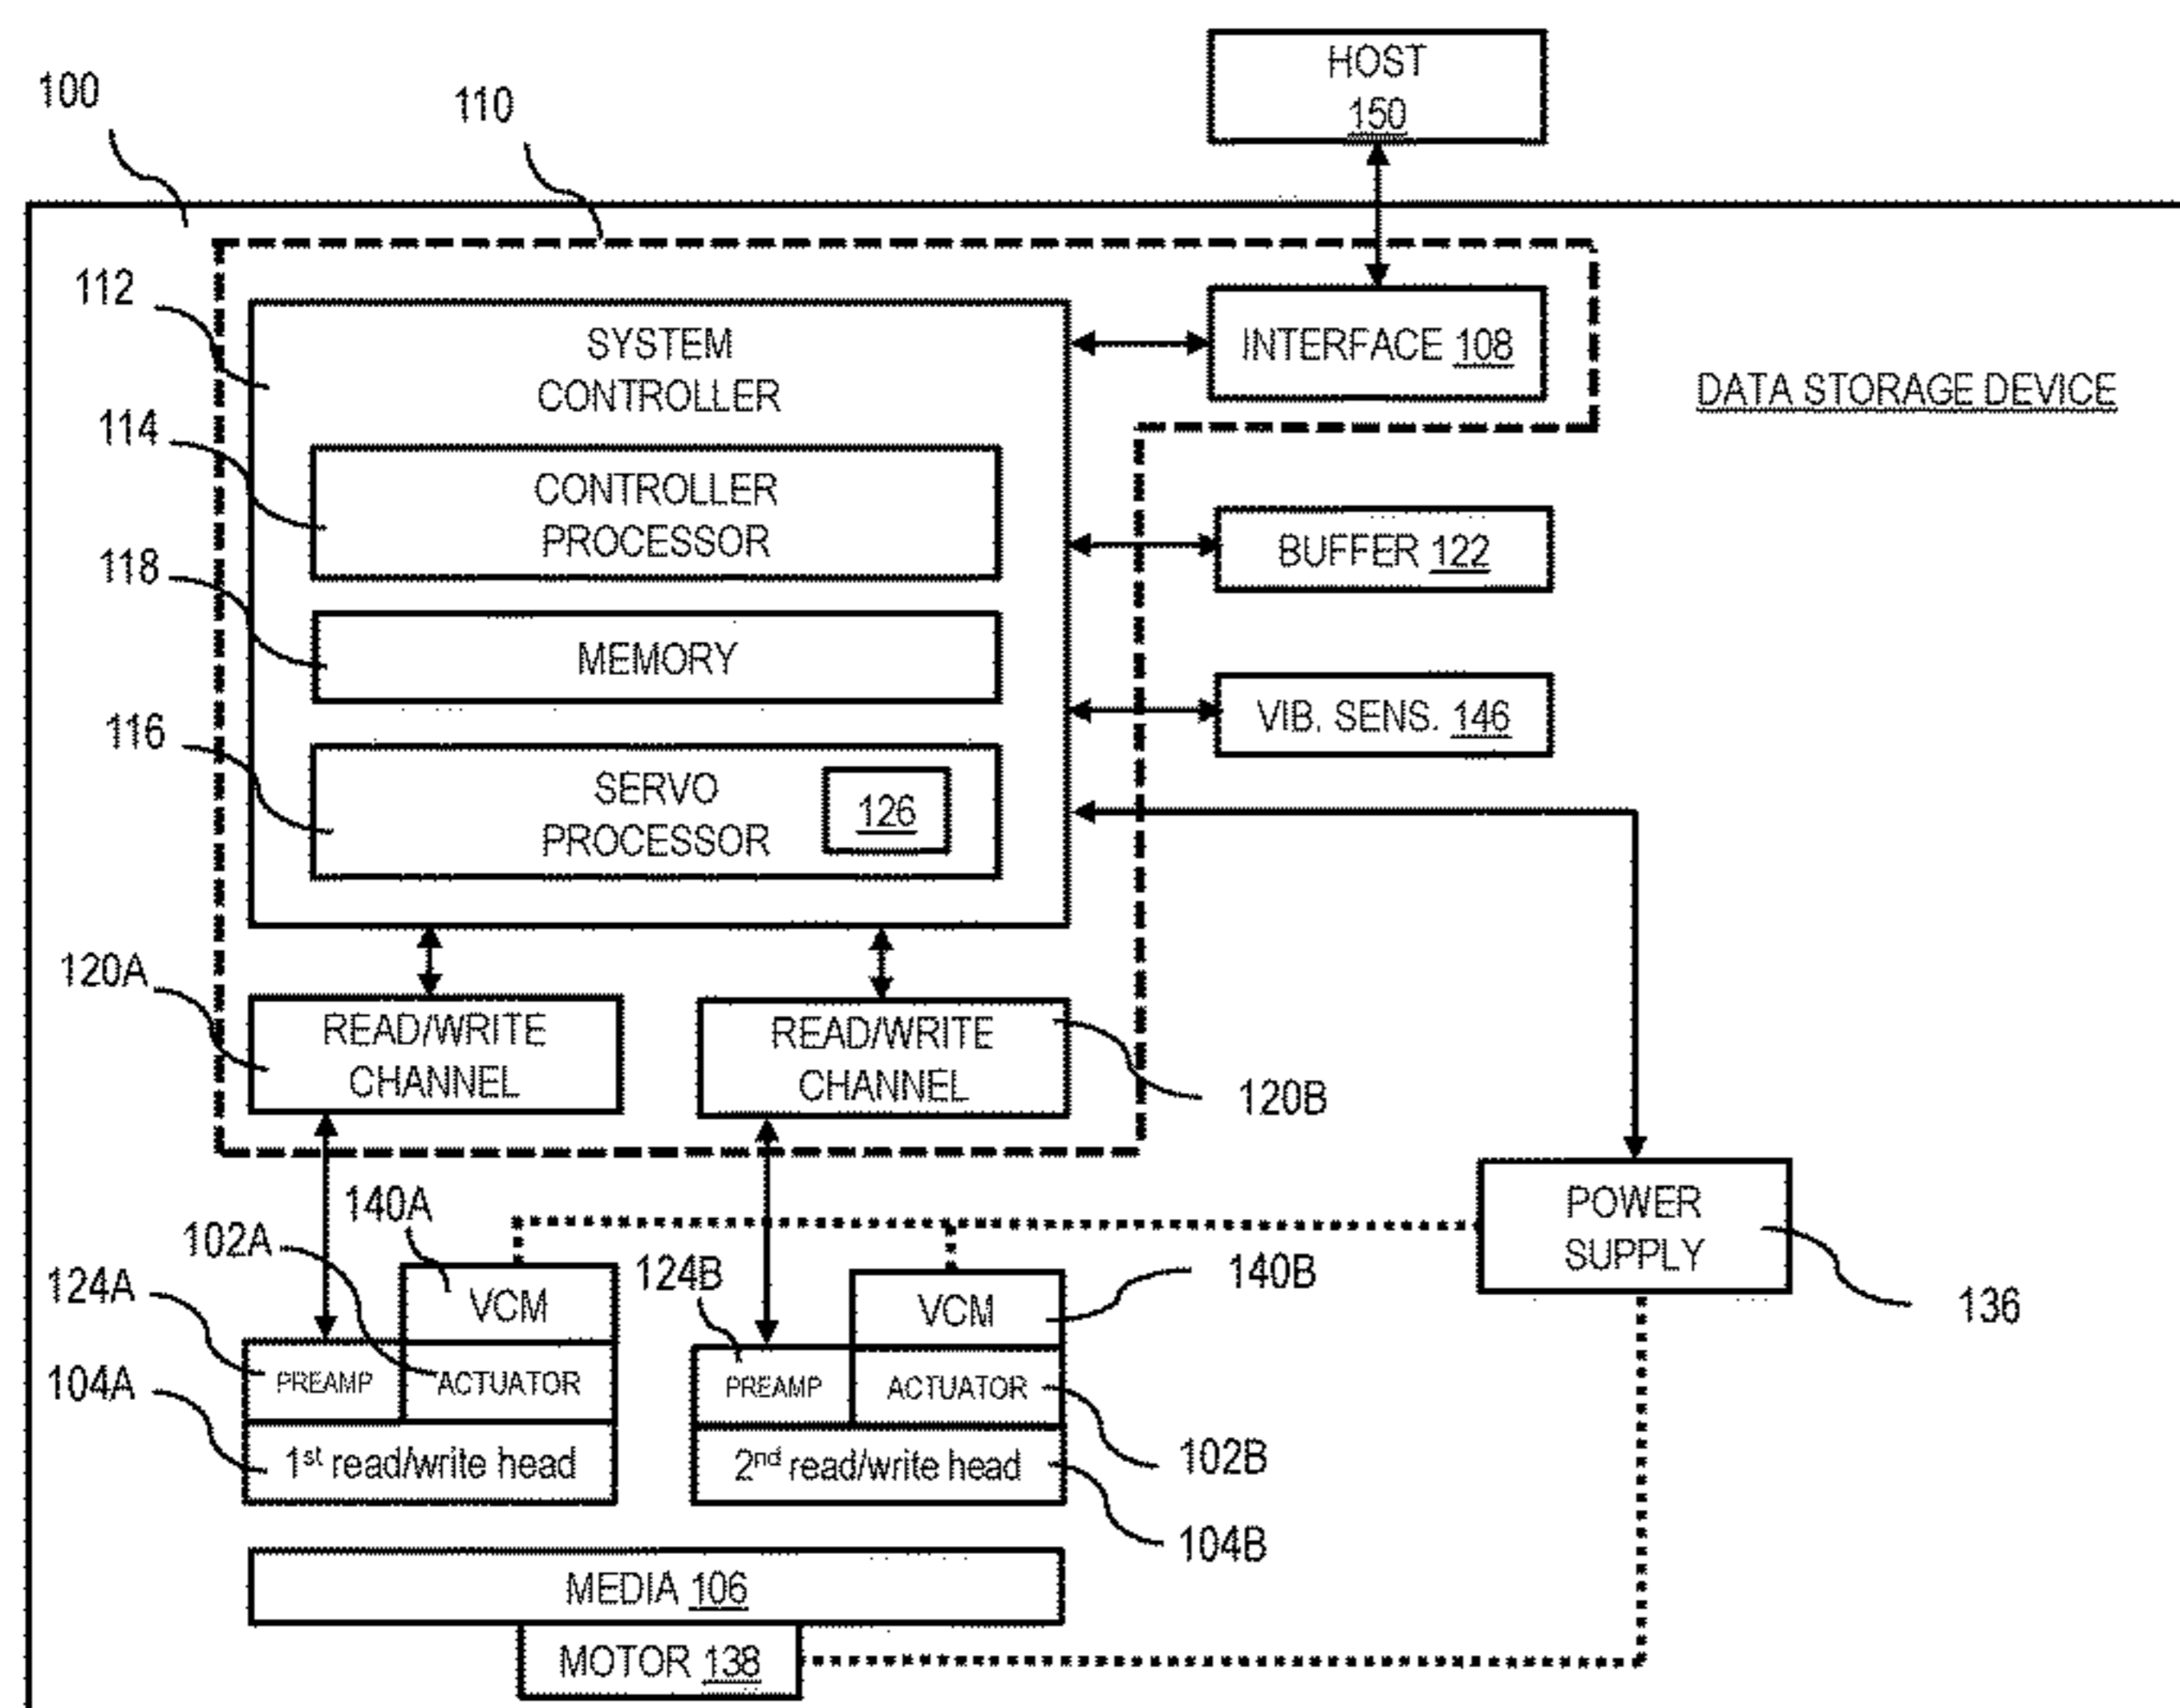 HOST
150
100
110
112
SYSTEM
CONTROLLER
INTERFACE 108
DATA STORAGE DEVICE
114
CONTROLLER
PROCESSOR
BUFFER 122
118
MEMORY
VIB. SENS. 146
116
SERVO
PROCESSOR
126
120A
READ/WRITE
CHANNEL
READ/WRITE
CHANNEL
120B
140A
102A
124A
VCM
124B
VCM
140B
POWER
SUPPLY
136
PREAMP
ACTUATOR
PREAMP
ACTUATOR
104A
1st read/write head
2nd read/write head
102B
104B
MEDIA 106
MOTOR 138